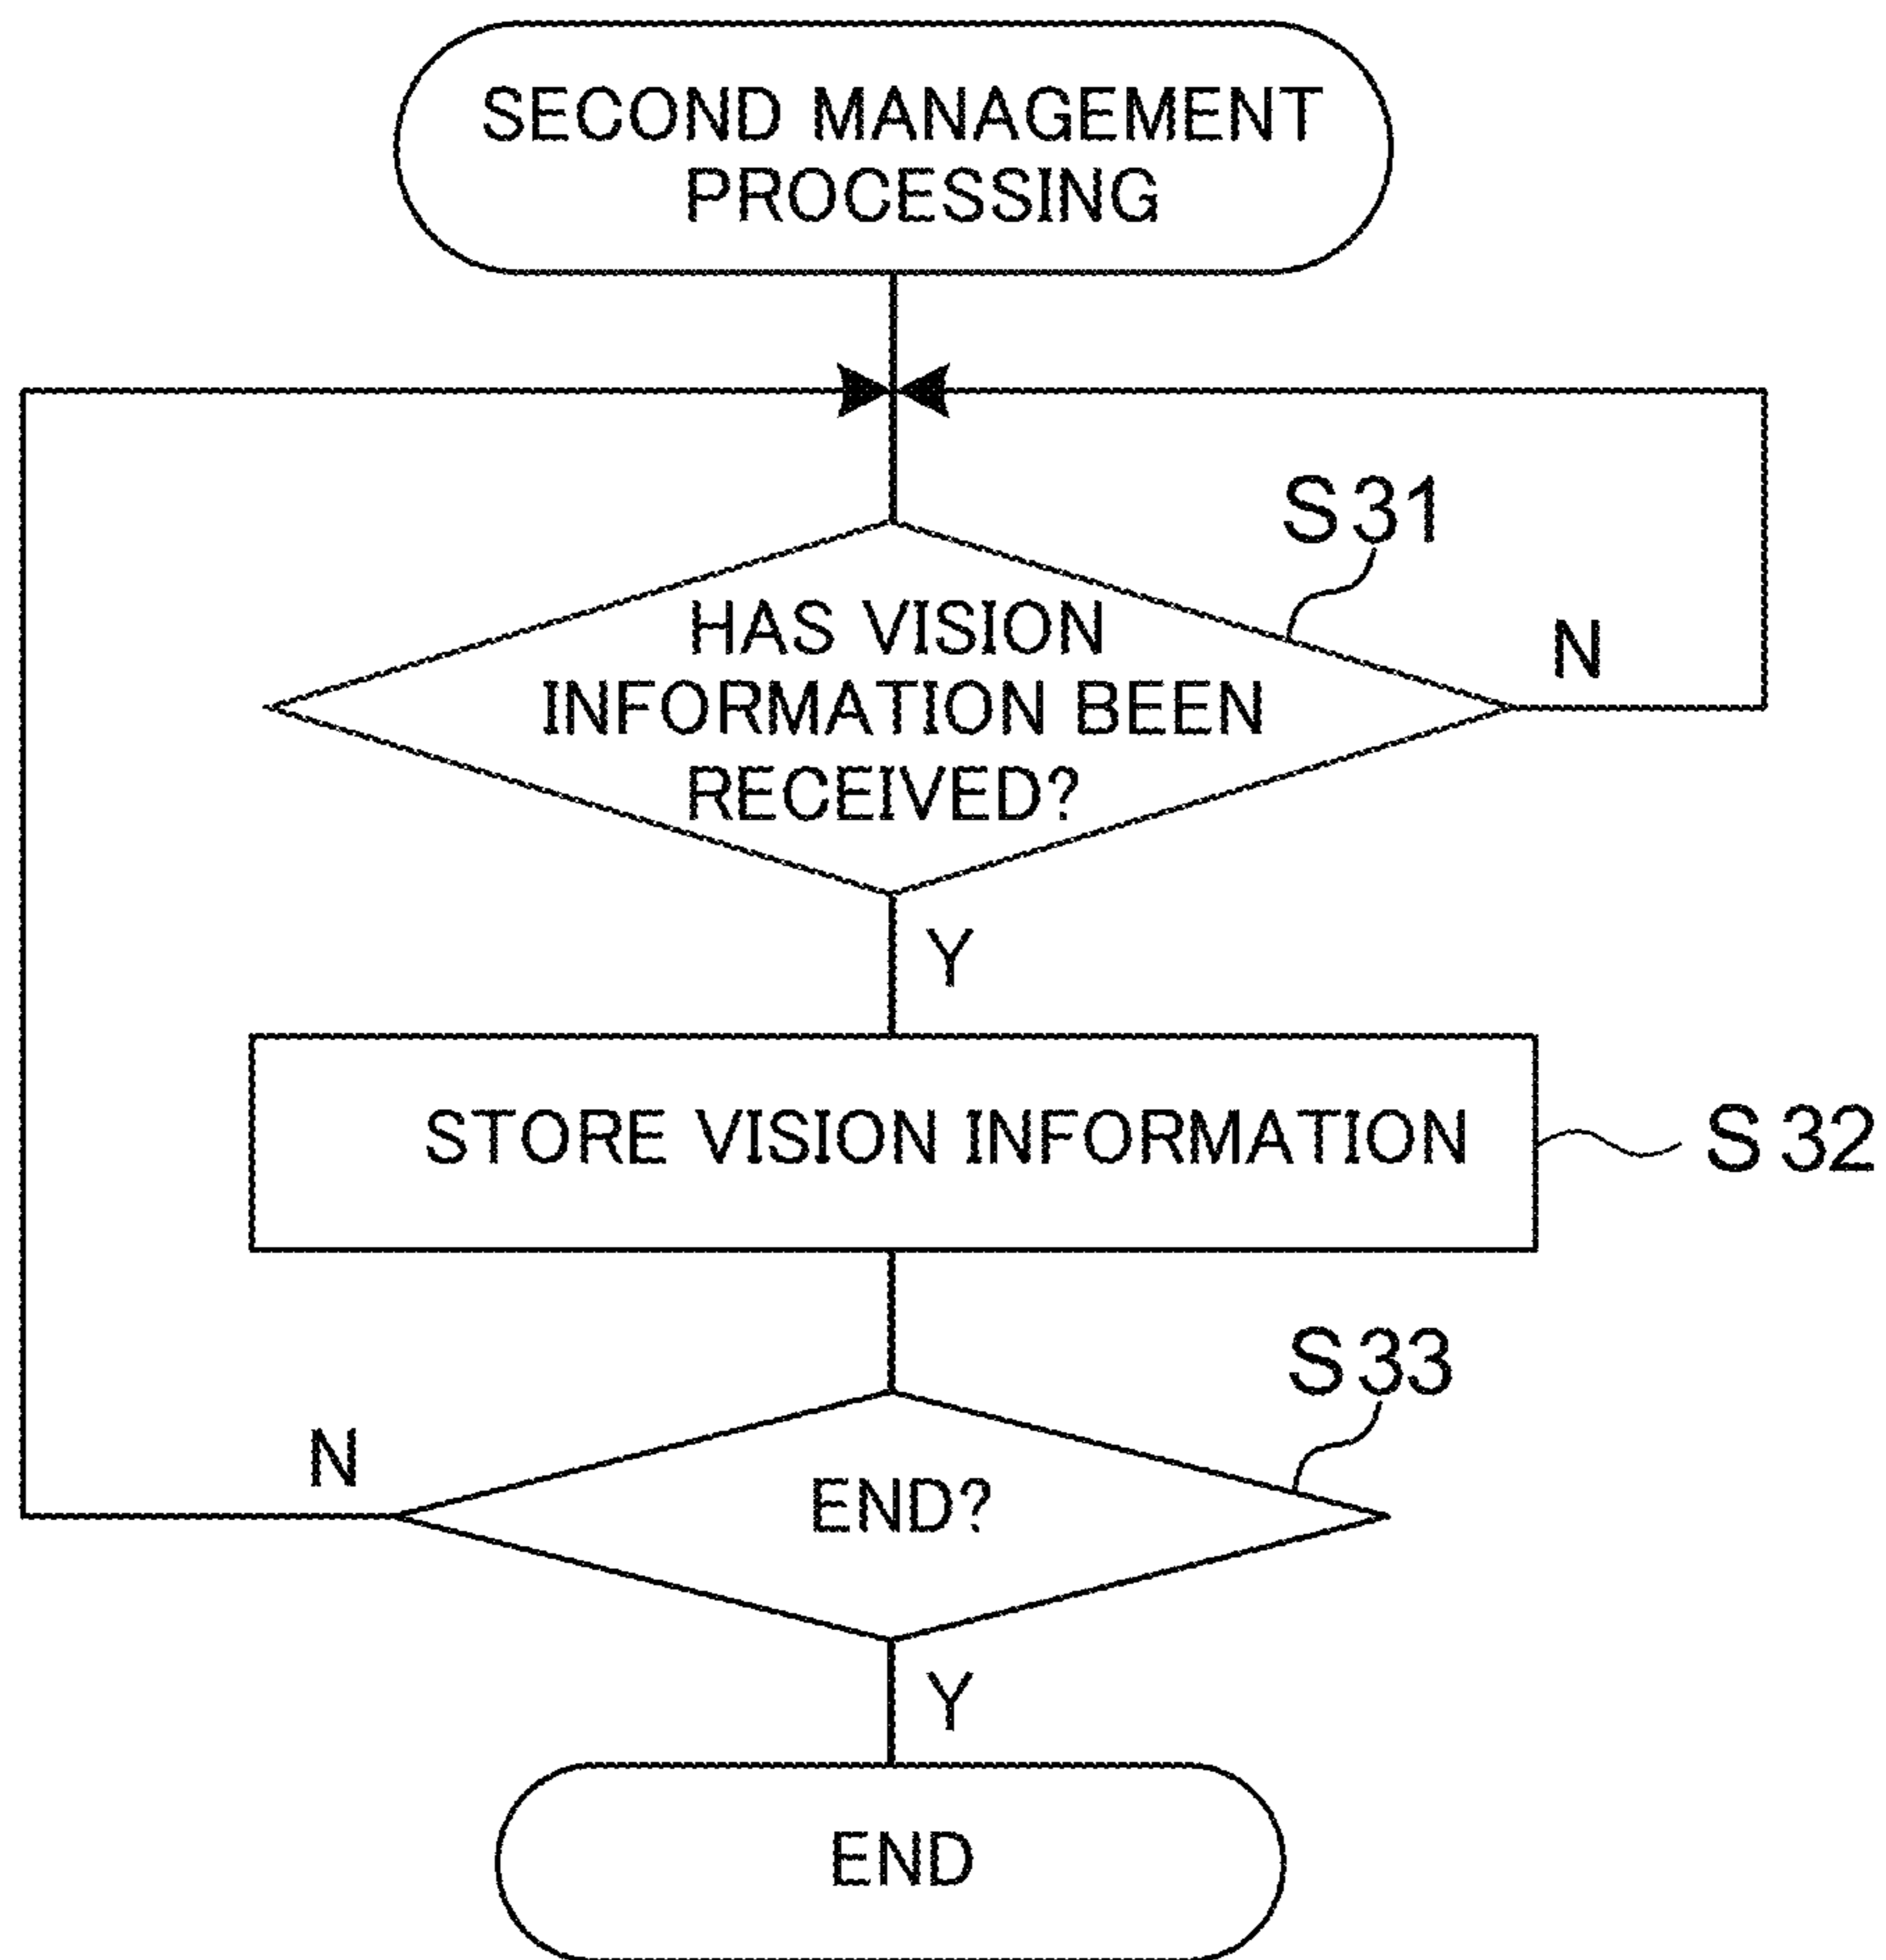 SECOND MANAGEMENT
PROCESSING
S31
HAS VISION
INFORMATION BEEN
RECEIVED?
N
Y
STORE VISION INFORMATION
S32
S33
N
END?
Y
END